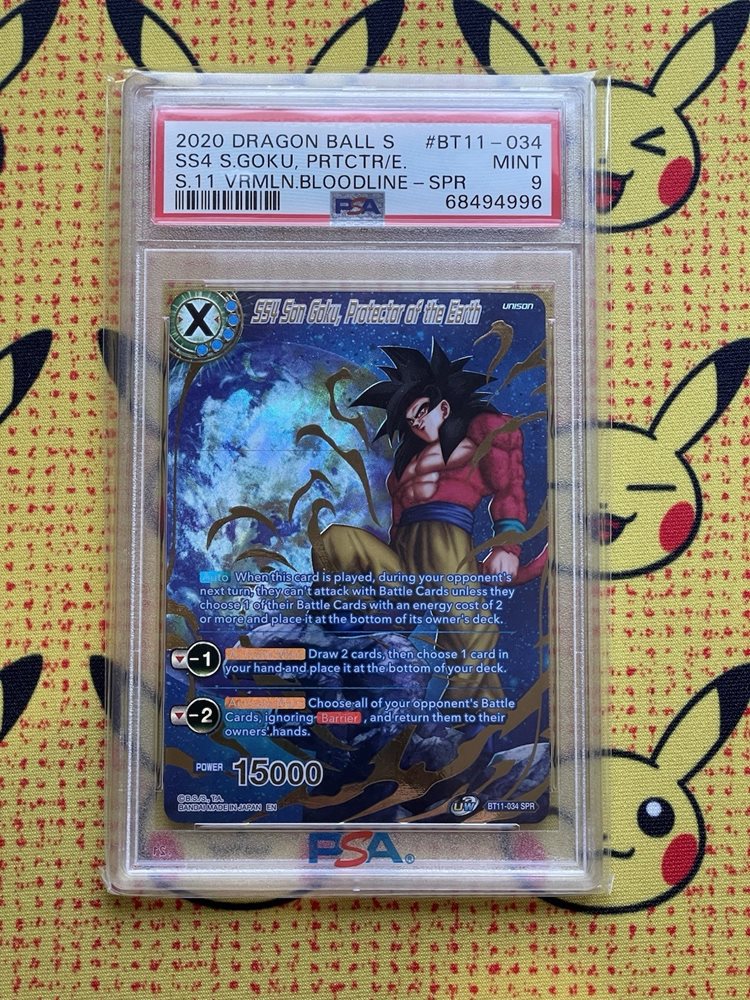 2020 DRAGON BALL S #BT11-034
SS4 S.GOKU, PRTCTR/E. MINT
S.11 VRMLN.BLOODLINE-SPR 9
PSA 68494996
X SS4 Son Goku, Protector of the Earth UNISON
Auto When this card is played, during your opponent's
next turn, they can't attack with Battle Cards unless they
choose 1 of their Battle Cards with an energy cost of 2
or more and place it at the bottom of its owner's deck.
-1 Draw 2 cards, then choose 1 card in
your hand and place it at the bottom of your deck.
-2 Choose all of your opponent's Battle
Cards, ignoring Barrier, and return them to their
owners' hands.
POWER 15000
©B.S./S., T.A.
BANDAI MADE IN JAPAN EN
UW BT11-034 SPR
PSA®